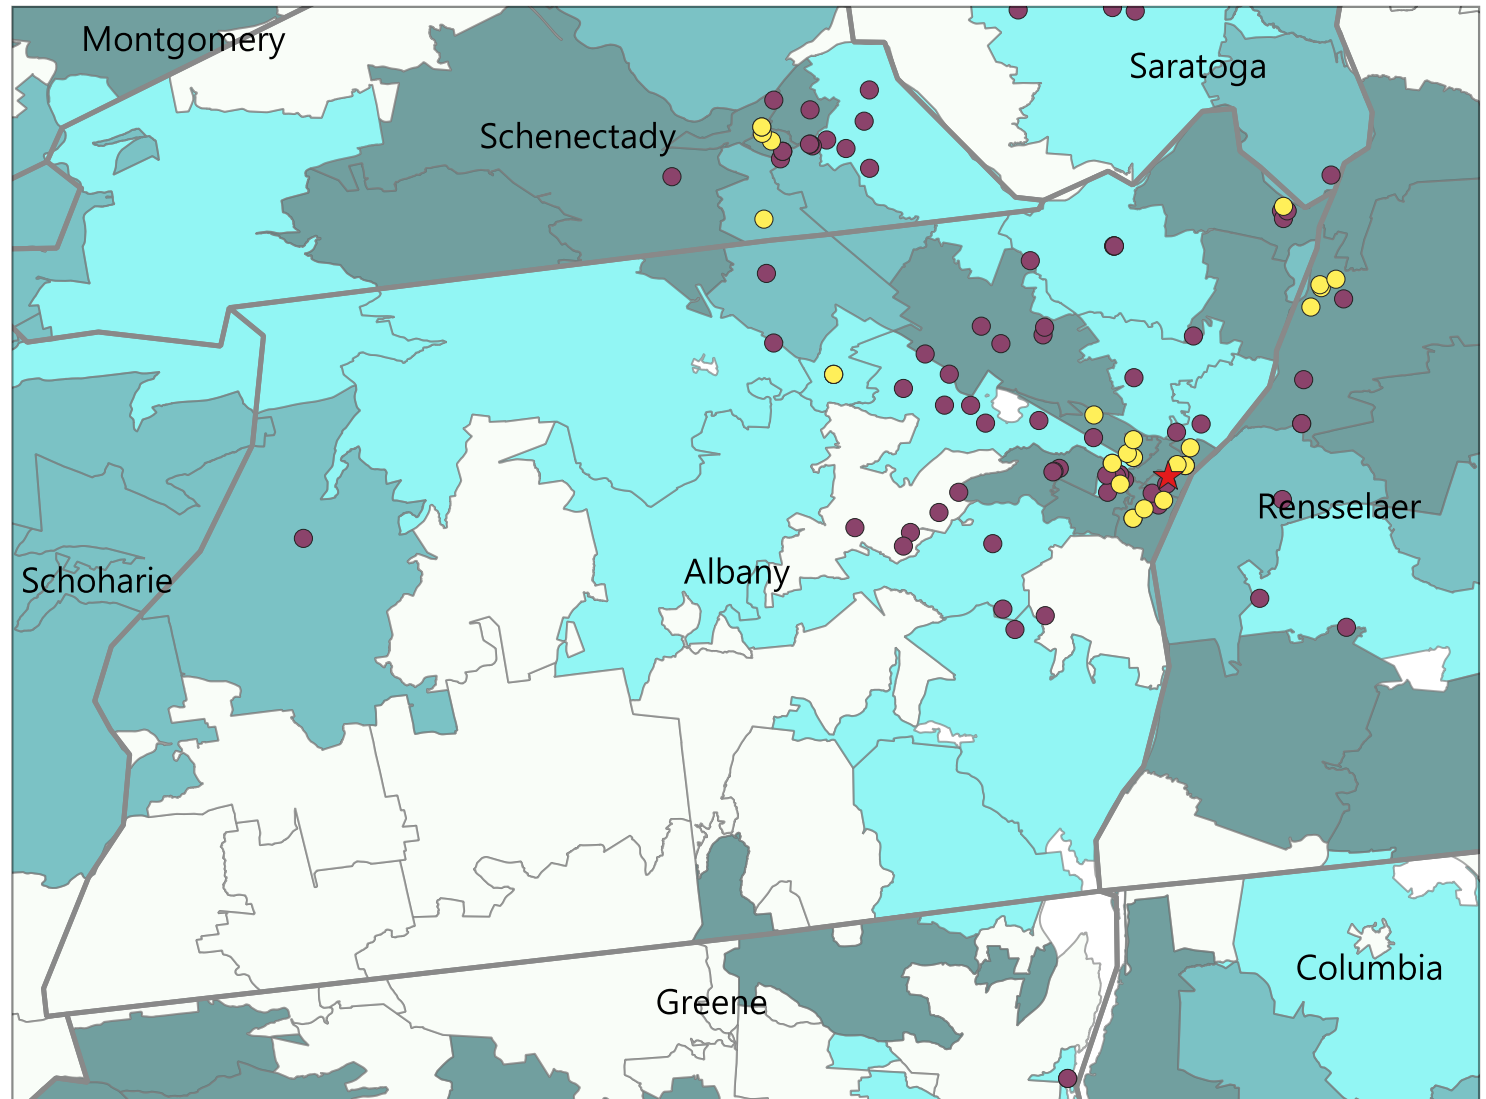 Montgomery
Saratoga
Schenectady
Rensselaer
Albany
Schoharie
Columbia
Greene